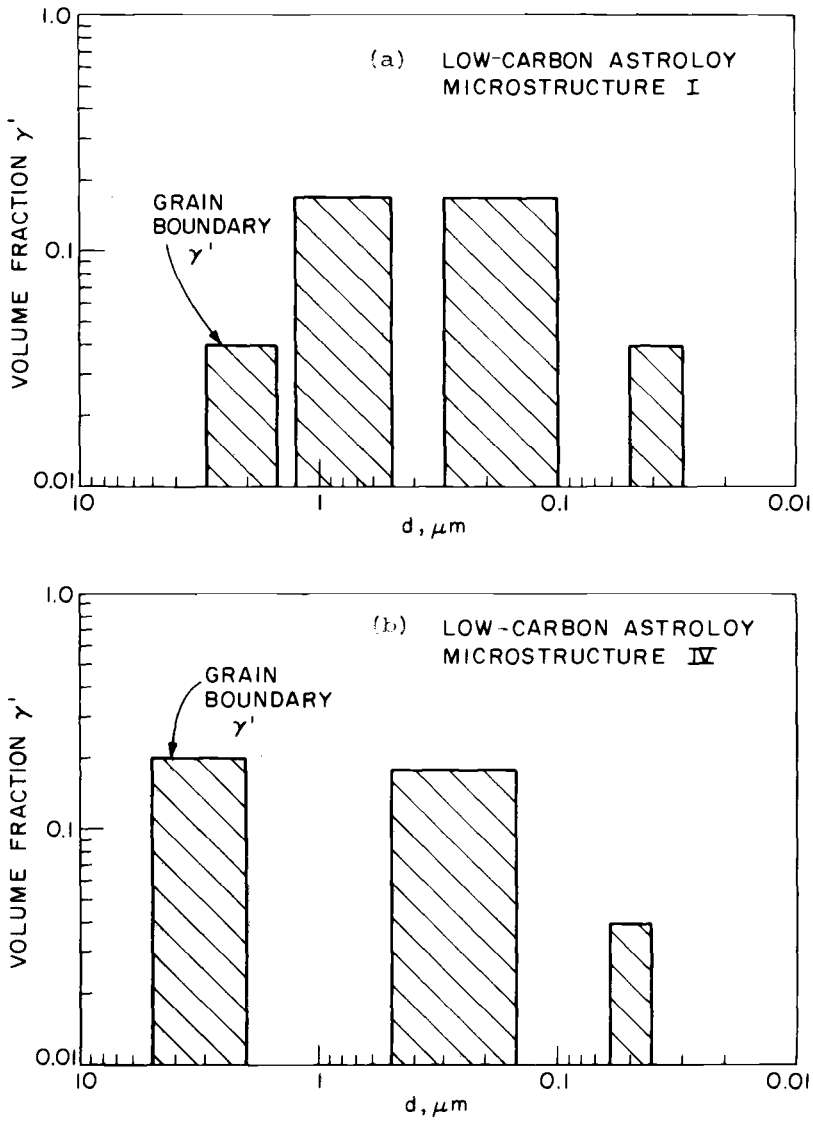 (a) LOW-CARBON ASTROLOY
MICROSTRUCTURE I
VOLUME FRACTION γ'
1.0
0.1
0.01
GRAIN
BOUNDARY
γ'
10 1 0.1 0.01
d, μm
(b) LOW-CARBON ASTROLOY
MICROSTRUCTURE IV
VOLUME FRACTION γ'
1.0
0.1
0.01
GRAIN
BOUNDARY
γ'
10 1 0.1 0.01
d, μm